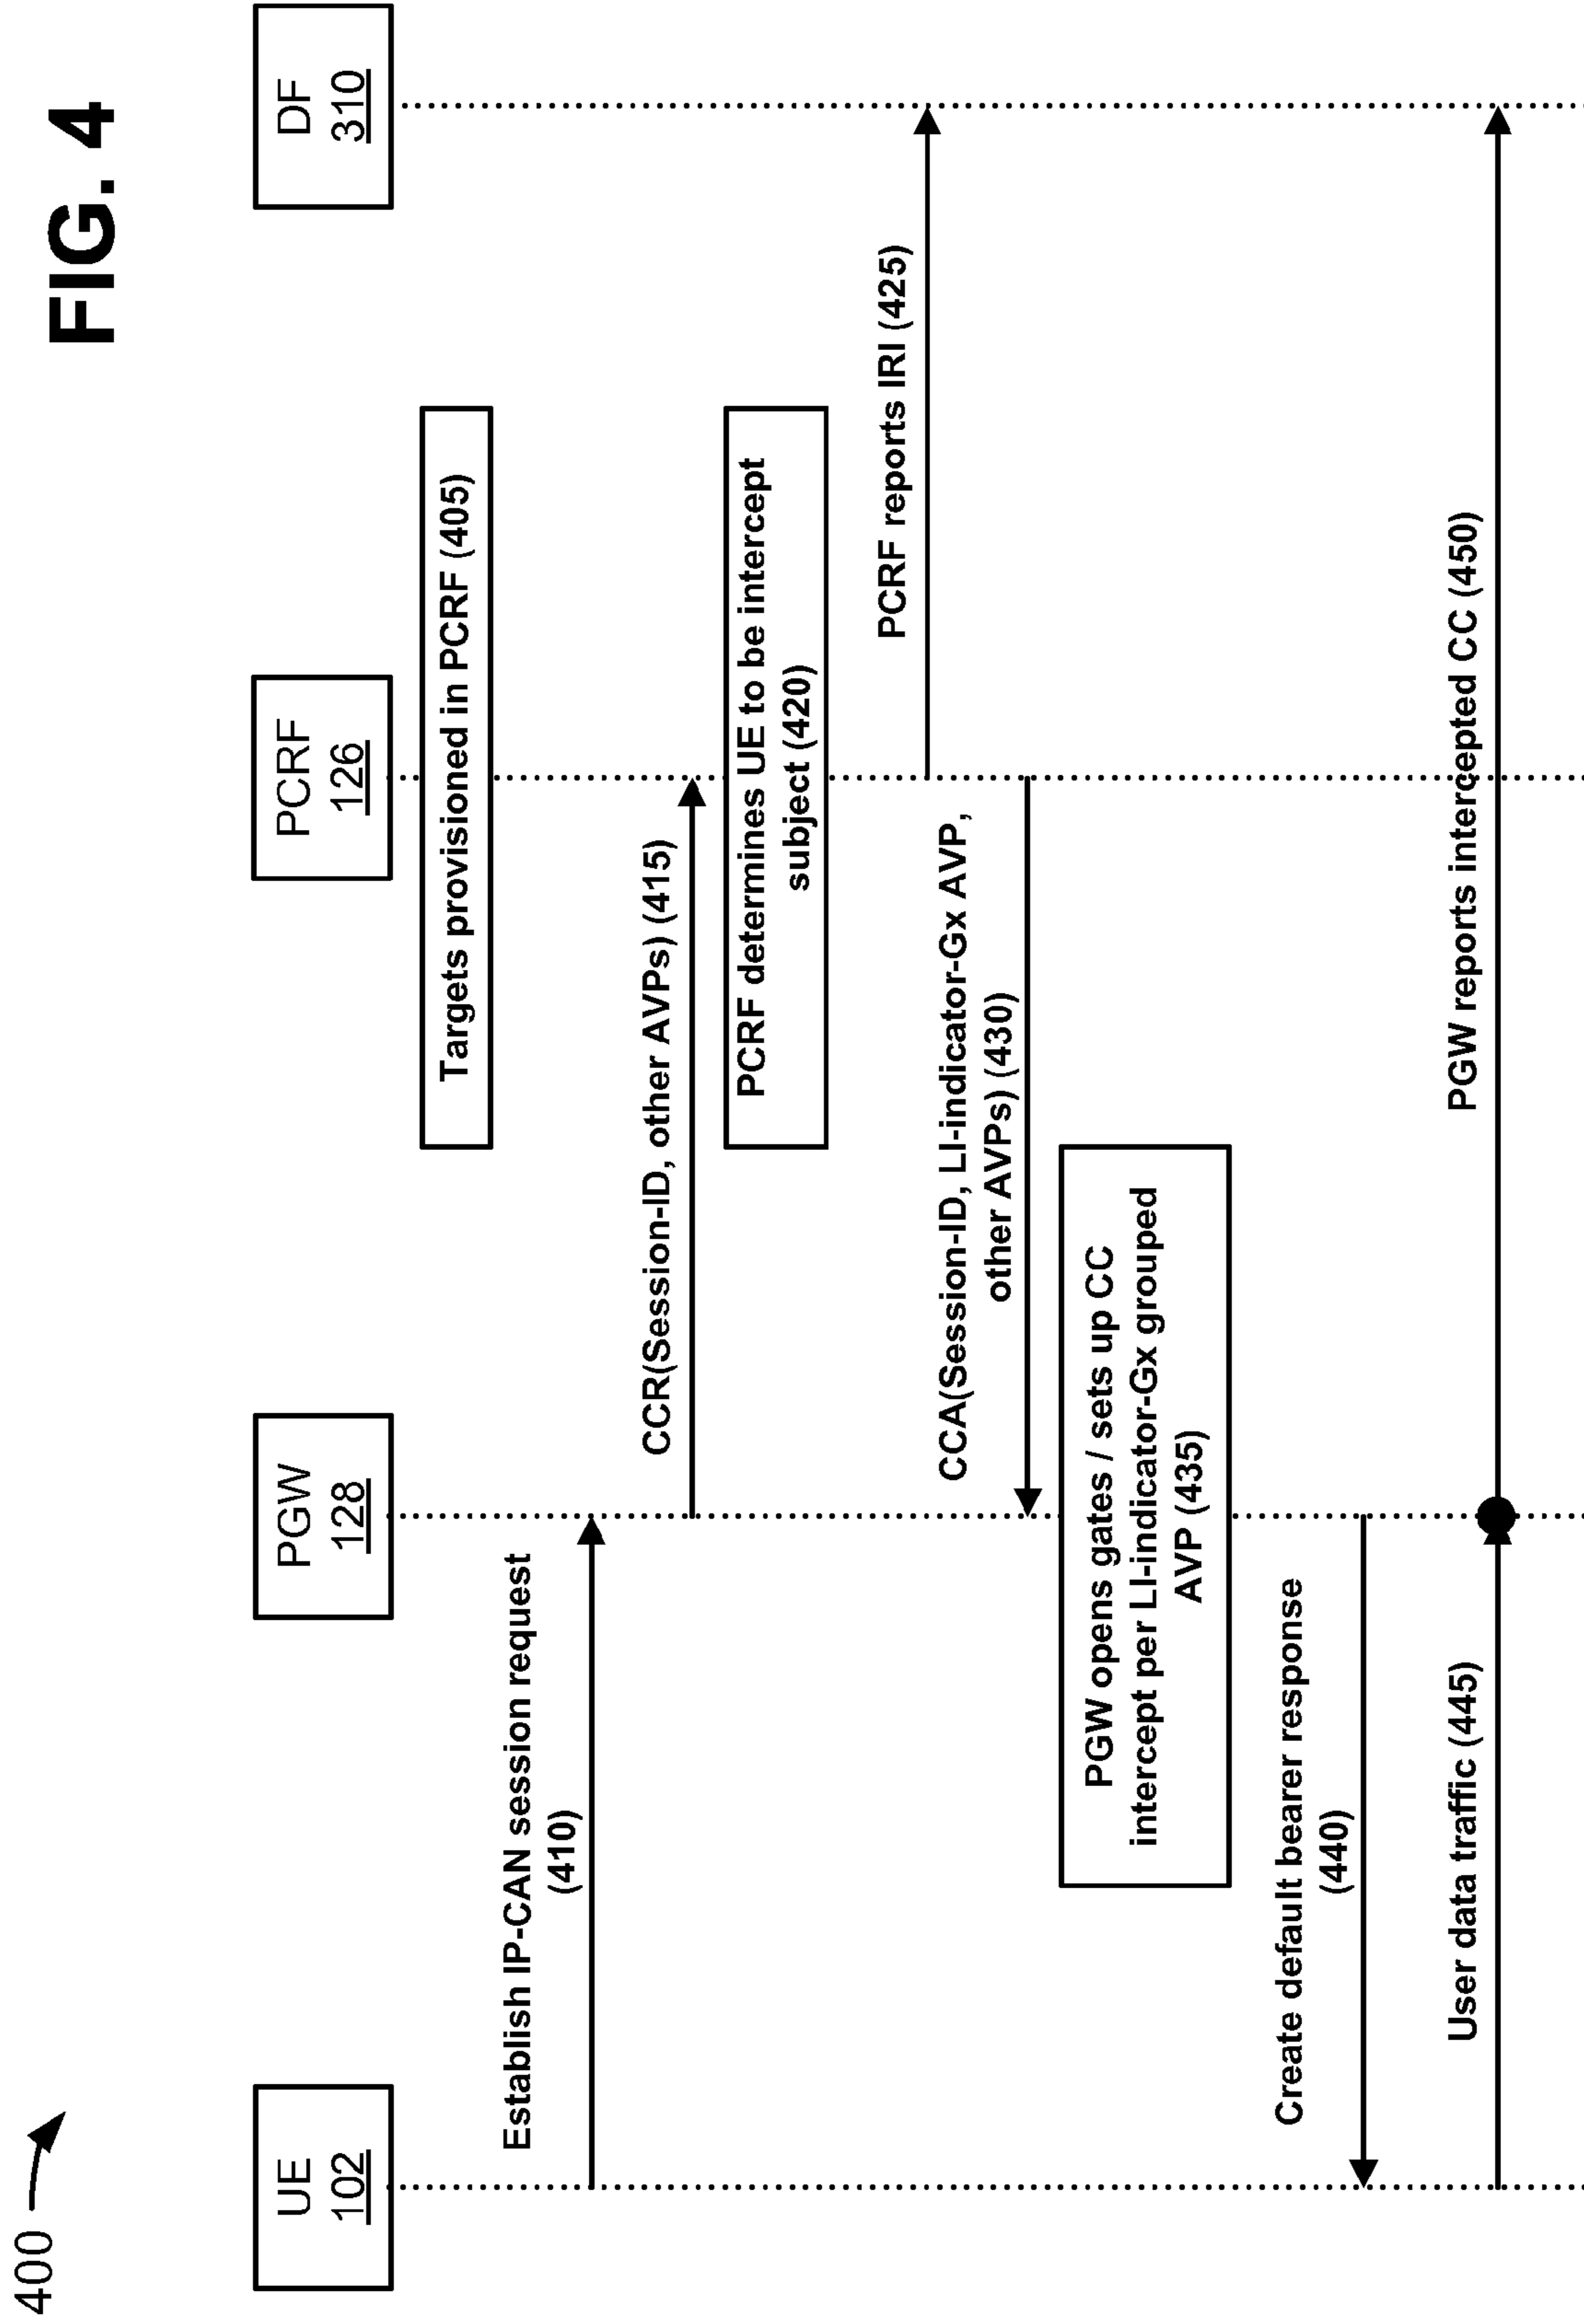 400
FIG. 4
UE
102
PGW
128
PCRF
126
DF
310
Targets provisioned in PCRF (405)
Establish IP-CAN session request
(410)
CCR(Session-ID, other AVPs) (415)
PCRF determines UE to be intercept
subject (420)
PCRF reports IRI (425)
CCA(Session-ID, LI-indicator-Gx AVP,
other AVPs) (430)
PGW opens gates / sets up CC
intercept per LI-indicator-Gx grouped
AVP (435)
Create default bearer response
(440)
User data traffic (445)
PGW reports intercepted CC (450)